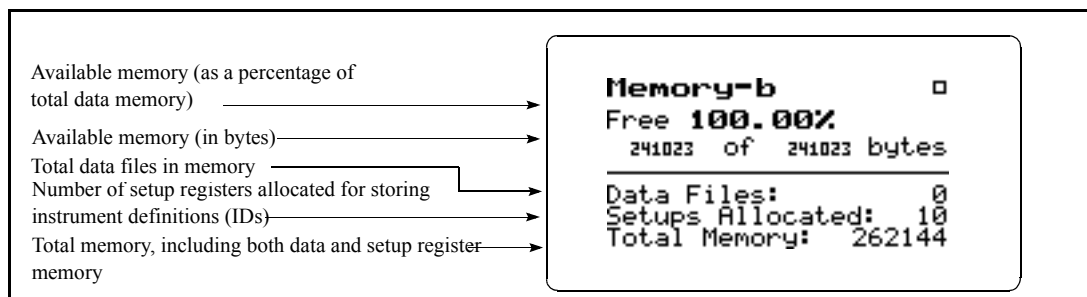 Available memory (as a percentage of
total data memory)
Available memory (in bytes)
Total data files in memory
Number of setup registers allocated for storing
instrument definitions (IDs)
Total memory, including both data and setup register
memory
Memory-b
Free 100.00%
241023 of 241023 bytes
Data Files: 0
Setups Allocated: 10
Total Memory: 262144